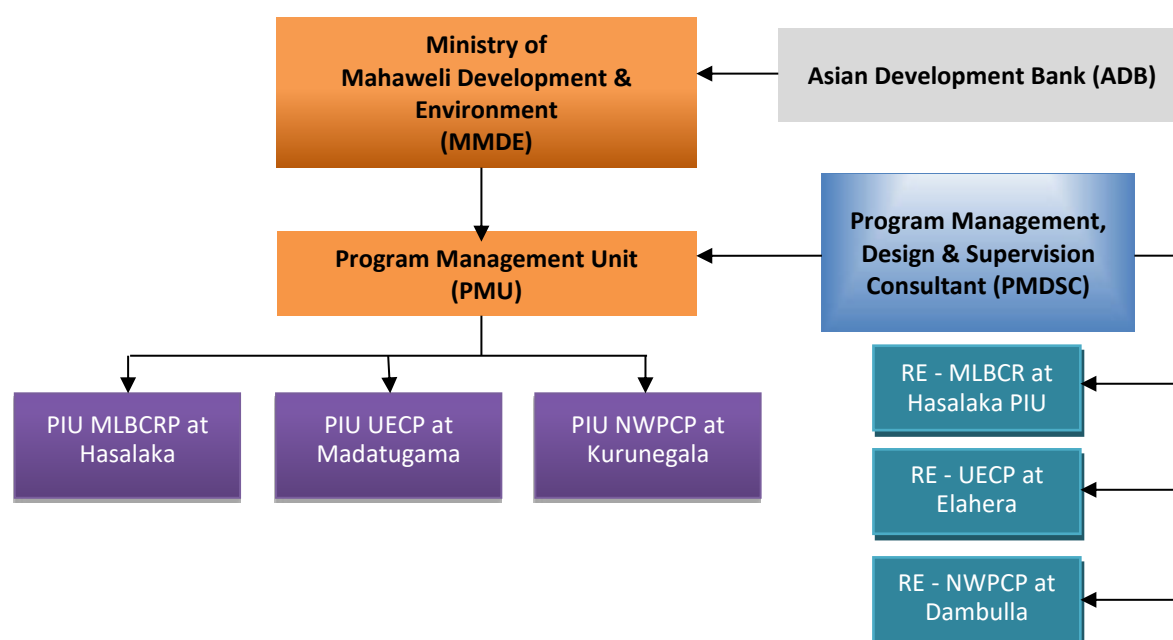 Ministry of
Mahaweli Development &
Environment
(MMDE)
Asian Development Bank (ADB)
Program Management Unit
(PMU)
Program Management,
Design & Supervision
Consultant (PMDSC)
PIU MLBCRP at
Hasalaka
PIU UECP at
Madatugama
PIU NWPCP at
Kurunegala
RE - MLBCR at
Hasalaka PIU
RE - UECP at
Elahera
RE - NWPCP at
Dambulla